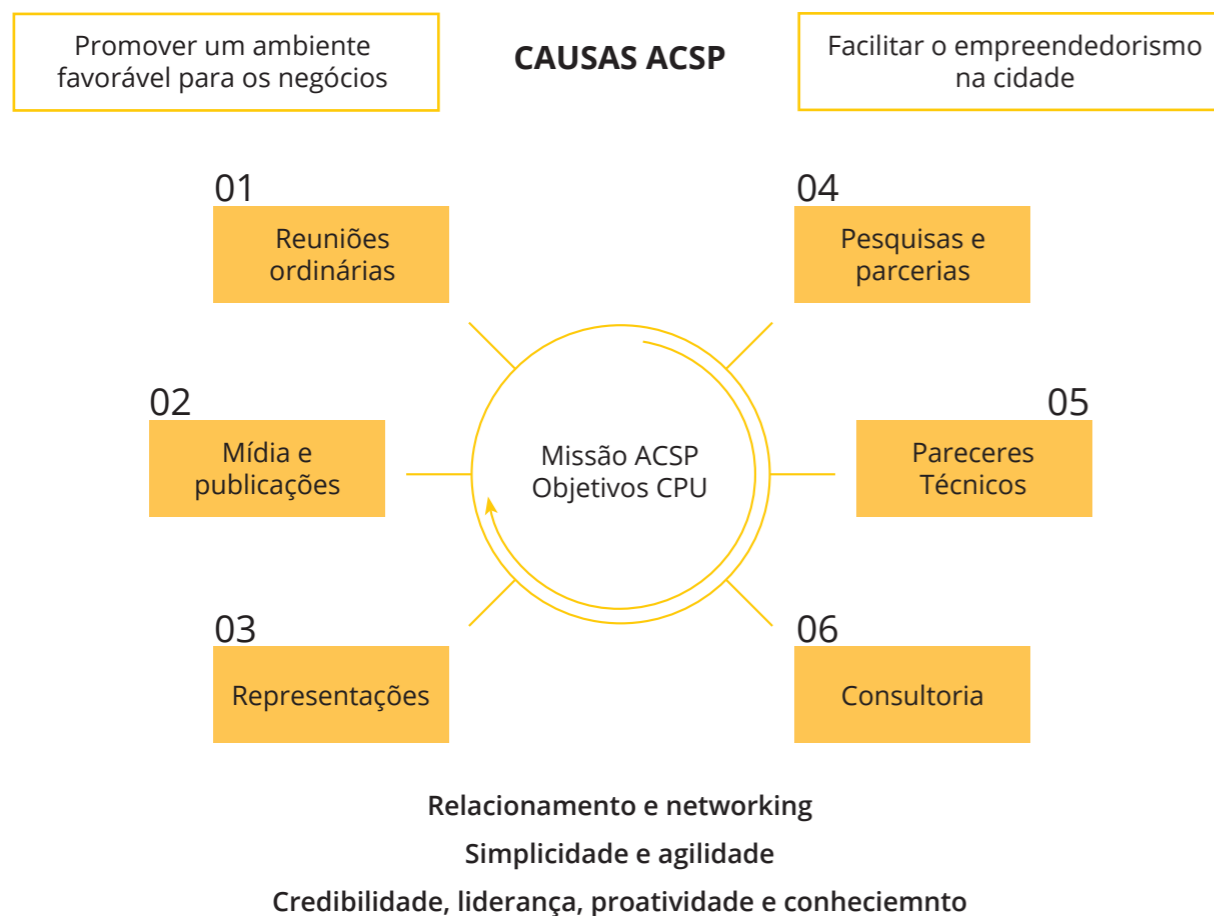 Promover um ambiente
favorável para os negócios
CAUSAS ACSP
Facilitar o empreendedorismo
na cidade
01
Reuniões
ordinárias
02
Mídia e
publicações
03
Representações
Missão ACSP
Objetivos CPU
04
Pesquisas e
parcerias
05
Pareceres
Técnicos
06
Consultoria
Relacionamento e networking
Simplicidade e agilidade
Credibilidade, liderança, proatividade e conheciemnto